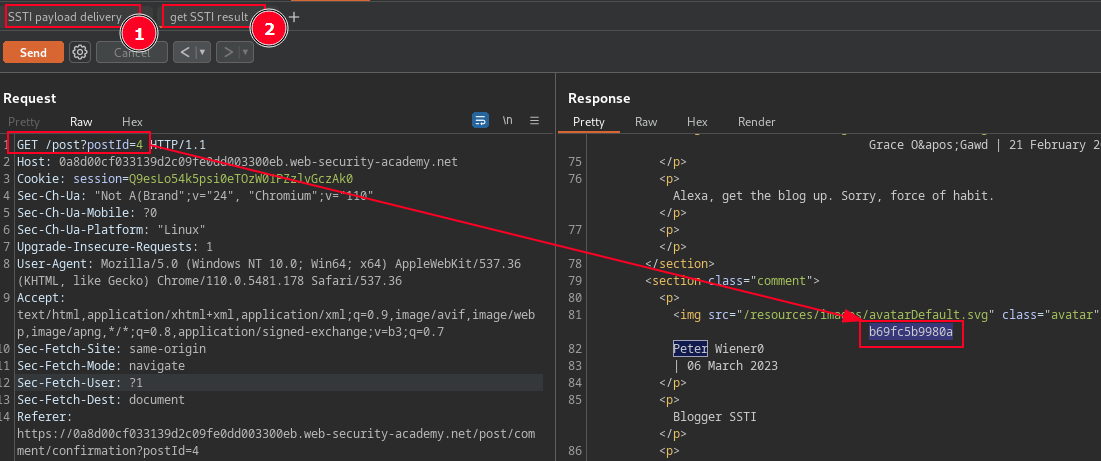 SSTI payload delivery
1
get SSTI result
2
+
Send
Cancel
<
>
Request
Response
Pretty
Raw
Hex
\n
Pretty
Raw
Hex
Render
1 GET /post?postId=4 HTTP/1.1
2 Host: 0a8d00cf033139d2c09fe0dd003300eb.web-security-academy.net
3 Cookie: session=Q9esLo54k5psi0eTOzW01PZzlvGczAk0
4 Sec-Ch-Ua: "Not A(Brand";v="24", "Chromium";v="110"
5 Sec-Ch-Ua-Mobile: ?0
6 Sec-Ch-Ua-Platform: "Linux"
7 Upgrade-Insecure-Requests: 1
8 User-Agent: Mozilla/5.0 (Windows NT 10.0; Win64; x64) AppleWebKit/537.36
(KHTML, like Gecko) Chrome/110.0.5481.178 Safari/537.36
9 Accept:
text/html,application/xhtml+xml,application/xml;q=0.9,image/avif,image/web
p,image/apng,*/*;q=0.8,application/signed-exchange;v=b3;q=0.7
10 Sec-Fetch-Site: same-origin
11 Sec-Fetch-Mode: navigate
12 Sec-Fetch-User: ?1
13 Sec-Fetch-Dest: document
14 Referer:
https://0a8d00cf033139d2c09fe0dd003300eb.web-security-academy.net/post/com
ment/confirmation?postId=4
Grace O&apos;Gawd | 21 February 20
75 </p>
76 <p>
Alexa, get the blog up. Sorry, force of habit.
</p>
77 <p>
</p>
78 </section>
79 <section class="comment">
80 <p>
81 <img src="/resources/images/avatarDefault.svg" class="avatar"
b69fc5b9980a
82 Peter Wiener0
83 | 06 March 2023
84 </p>
85 <p>
Blogger SSTI
</p>
86 <p>